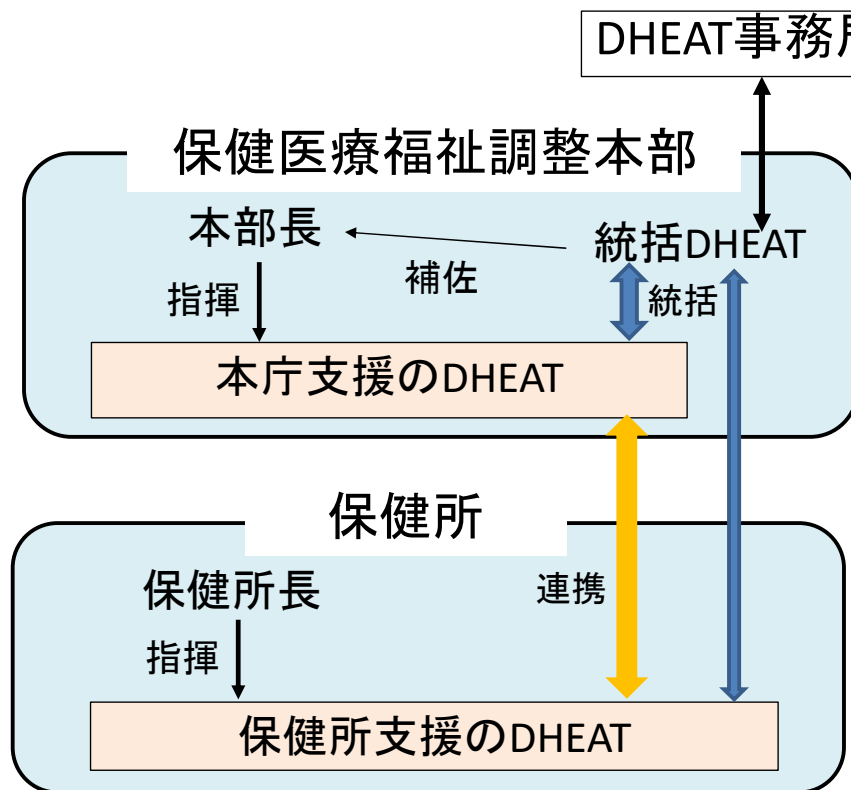 DHEAT事務局
保健医療福祉調整本部
本部長
統括DHEAT
補佐
指揮
統括
本庁支援のDHEAT
保健所
保健所長
連携
指揮
保健所支援のDHEAT